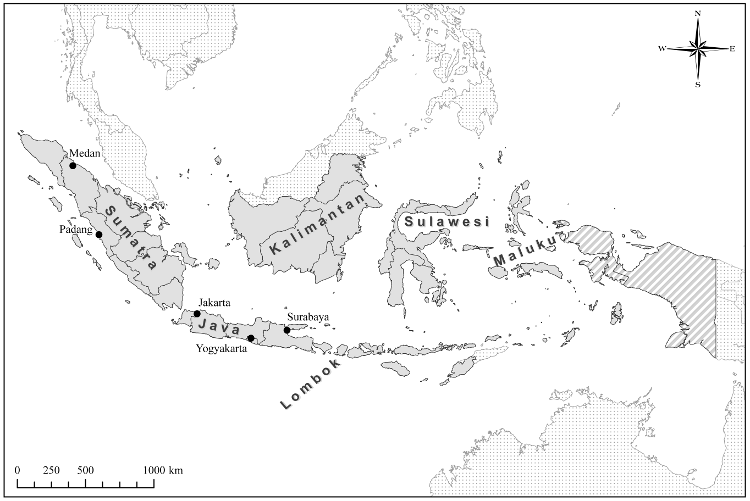 N
W
E
S
Medan
Padang
Sumatra
Kalimantan
Sulawesi
Maluku
Jakarta
Java
Surabaya
Yogyakarta
Lombok
0 250 500 1000 km